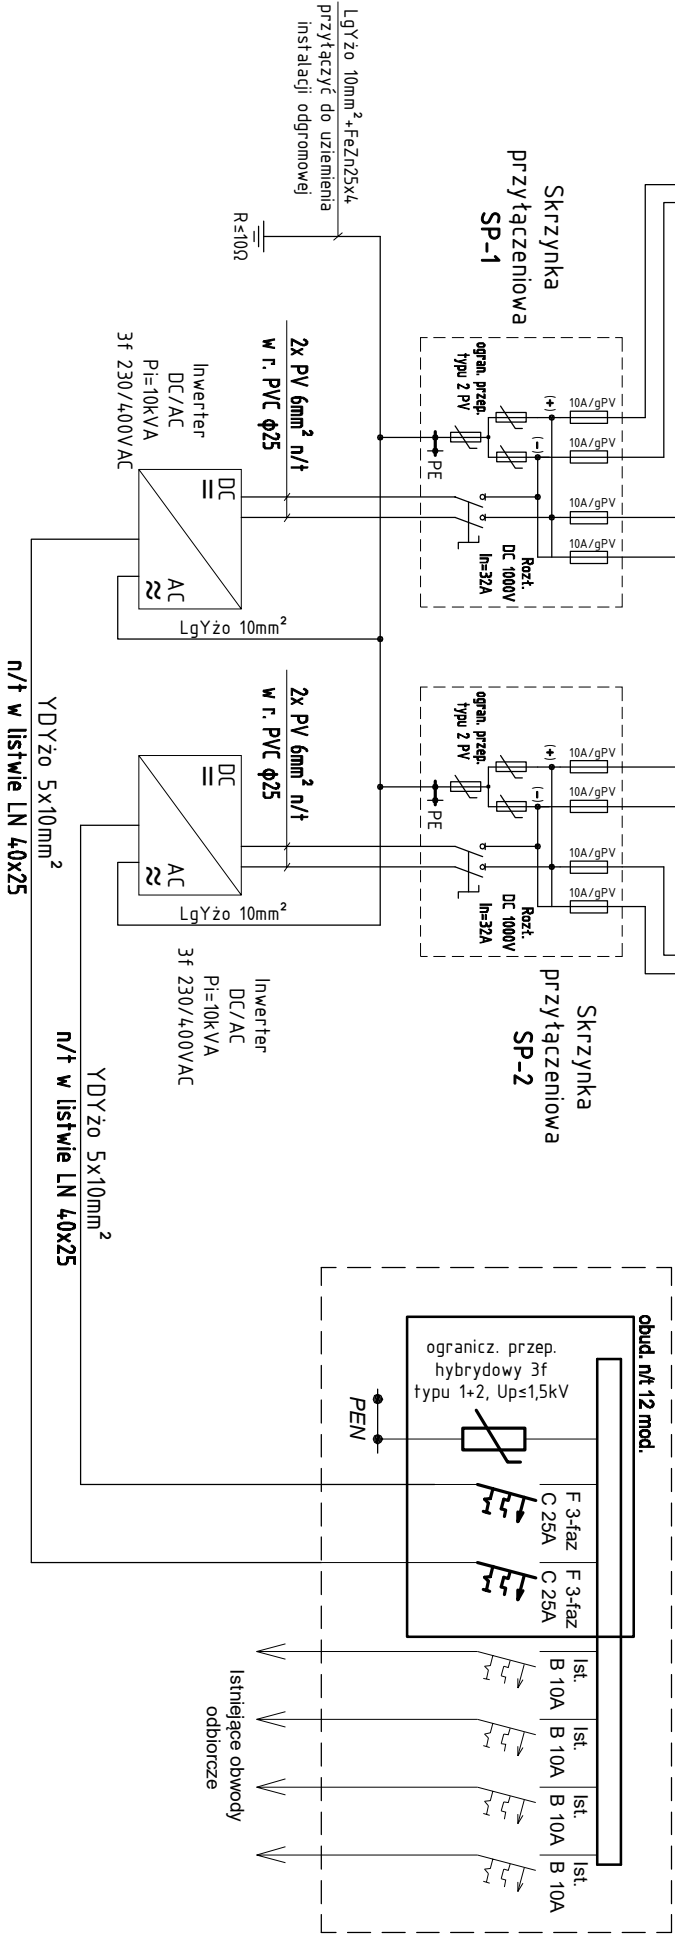 LgYżo 10mm²+FeZn25x4
przyłączyć do uziemienia
instalacji odgromowej
R≤10Ω
Skrzynka
przyłączeniowa
SP-1
ogran. przep.
typu 2 PV
PE
(+)
(-)
10A/gPV
10A/gPV
10A/gPV
10A/gPV
Rozł.
DC 1000V
In=32A
2x PV 6mm² n/t
w r. PVC ϕ25
Inwerter
DC/AC
Pi=10kVA
3f 230/400VAC
DC
=
AC
≈
LgYżo 10mm²
YDYżo 5x10mm²
n/t w listwie LN 40x25
Skrzynka
przyłączeniowa
SP-2
ogran. przep.
typu 2 PV
PE
(+)
(-)
10A/gPV
10A/gPV
10A/gPV
10A/gPV
Rozł.
DC 1000V
In=32A
2x PV 6mm² n/t
w r. PVC ϕ25
Inwerter
DC/AC
Pi=10kVA
3f 230/400VAC
DC
=
AC
≈
LgYżo 10mm²
YDYżo 5x10mm²
n/t w listwie LN 40x25
obud. n/t 12 mod.
ogranicz. przep.
hybrydowy 3f
typu 1+2, Up≤1,5kV
PEN
F 3-faz
C 25A
F 3-faz
C 25A
Ist.
B 10A
Ist.
B 10A
Ist.
B 10A
Ist.
B 10A
Istniejące obwody
odbiorcze